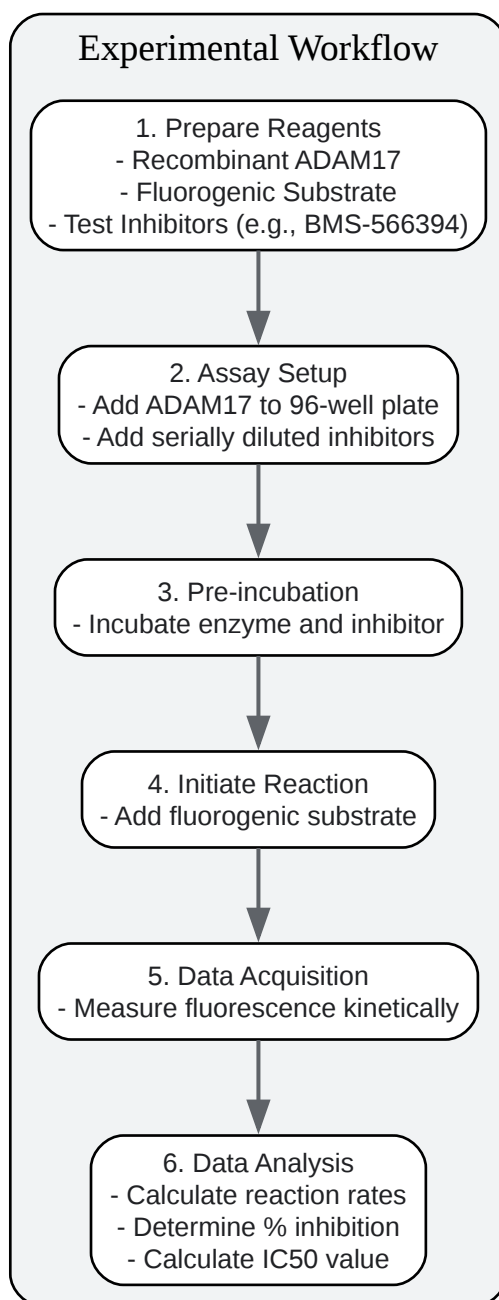 Experimental Workflow
1. Prepare Reagents
- Recombinant ADAM17
- Fluorogenic Substrate
- Test Inhibitors (e.g., BMS-566394)
2. Assay Setup
- Add ADAM17 to 96-well plate
- Add serially diluted inhibitors
3. Pre-incubation
- Incubate enzyme and inhibitor
4. Initiate Reaction
- Add fluorogenic substrate
5. Data Acquisition
- Measure fluorescence kinetically
6. Data Analysis
- Calculate reaction rates
- Determine % inhibition
- Calculate IC50 value